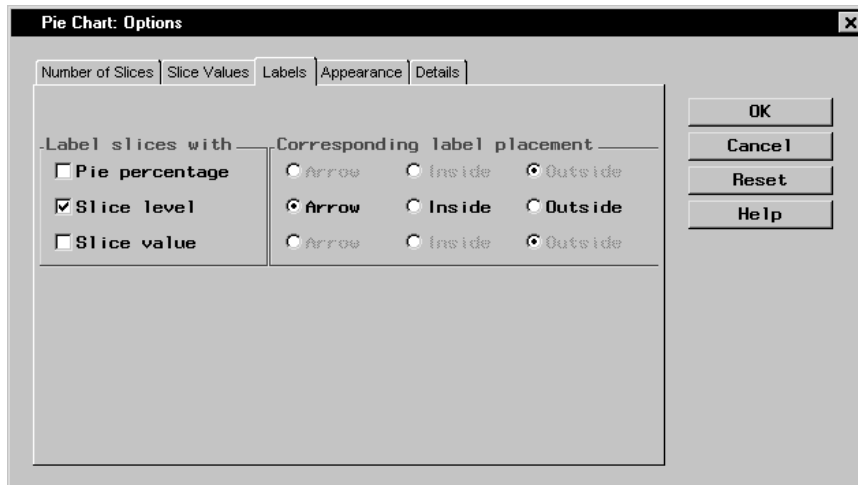 Pie Chart: Options
Number of Slices Slice Values Labels Appearance Details
OK
Cancel
Reset
Help
Label slices with Corresponding label placement
Pie percentage Arrow Inside Outside
Slice level Arrow Inside Outside
Slice value Arrow Inside Outside